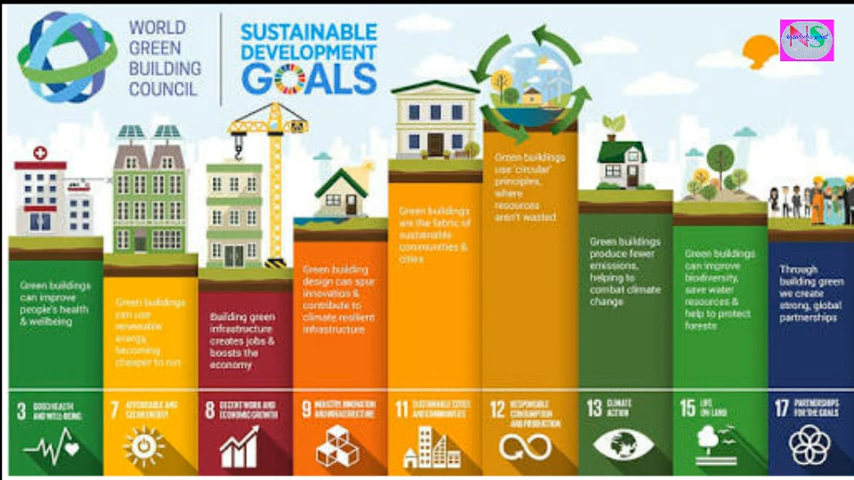 WORLD
GREEN
BUILDING
COUNCIL
SUSTAINABLE
DEVELOPMENT
GOALS
NS
Green buildings
can improve
people's health
& wellbeing
Green buildings
can use
renewable
energy,
becoming
cheaper to run
Building green
infrastructure
creates jobs &
boosts the
economy
Green building
design can spur
innovation &
contribute to
climate resilient
infrastructure
Green buildings
are the fabric of
sustainable
communities &
cities
Green buildings
use 'circular'
principles,
where
resources
aren't wasted
Green buildings
produce fewer
emissions,
helping to
combat climate
change
Green buildings
can improve
biodiversity,
save water
resources &
help to protect
forests
Through
building green
we create
strong, global
partnerships
3 GOOD HEALTH
AND WELL-BEING
7 AFFORDABLE AND
CLEAN ENERGY
8 DECENT WORK AND
ECONOMIC GROWTH
9 INDUSTRY, INNOVATION
AND INFRASTRUCTURE
11 SUSTAINABLE CITIES
AND COMMUNITIES
12 RESPONSIBLE
CONSUMPTION
AND PRODUCTION
13 CLIMATE
ACTION
15 LIFE
ON LAND
17 PARTNERSHIPS
FOR THE GOALS